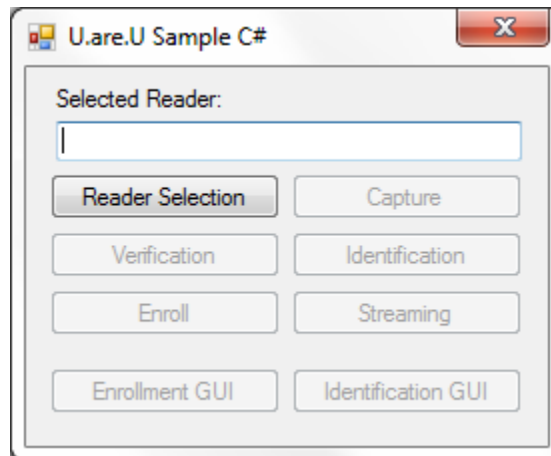 U.are.U Sample C#
Selected Reader:
Reader Selection
Capture
Verification
Identification
Enroll
Streaming
Enrollment GUI
Identification GUI